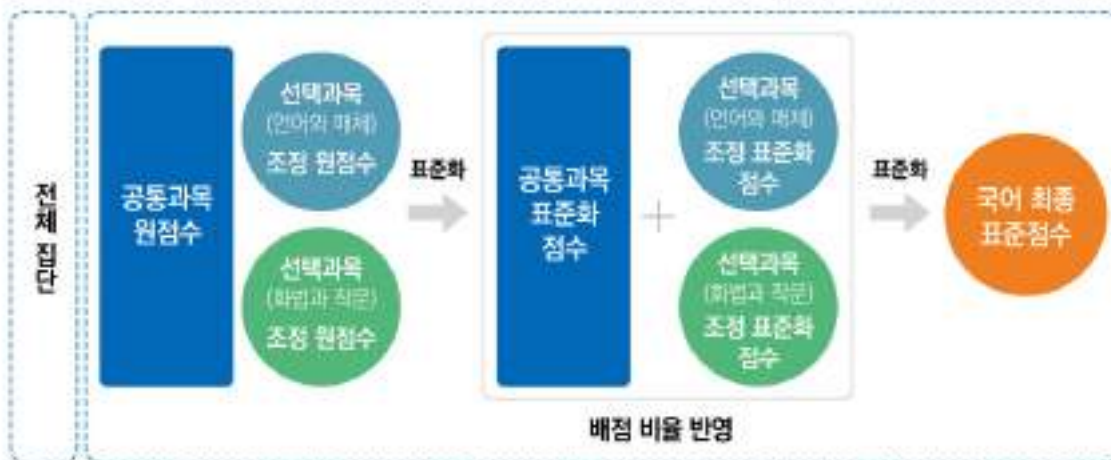 전체 집단
공통과목
원점수
선택과목
(언어와 매체)
조정 원점수
선택과목
(화법과 작문)
조정 원점수
표준화
공통과목
표준화
점수
+
선택과목
(언어와 매체)
조정 표준화
점수
선택과목
(화법과 작문)
조정 표준화
점수
배점 비율 반영
표준화
국어 최종
표준점수